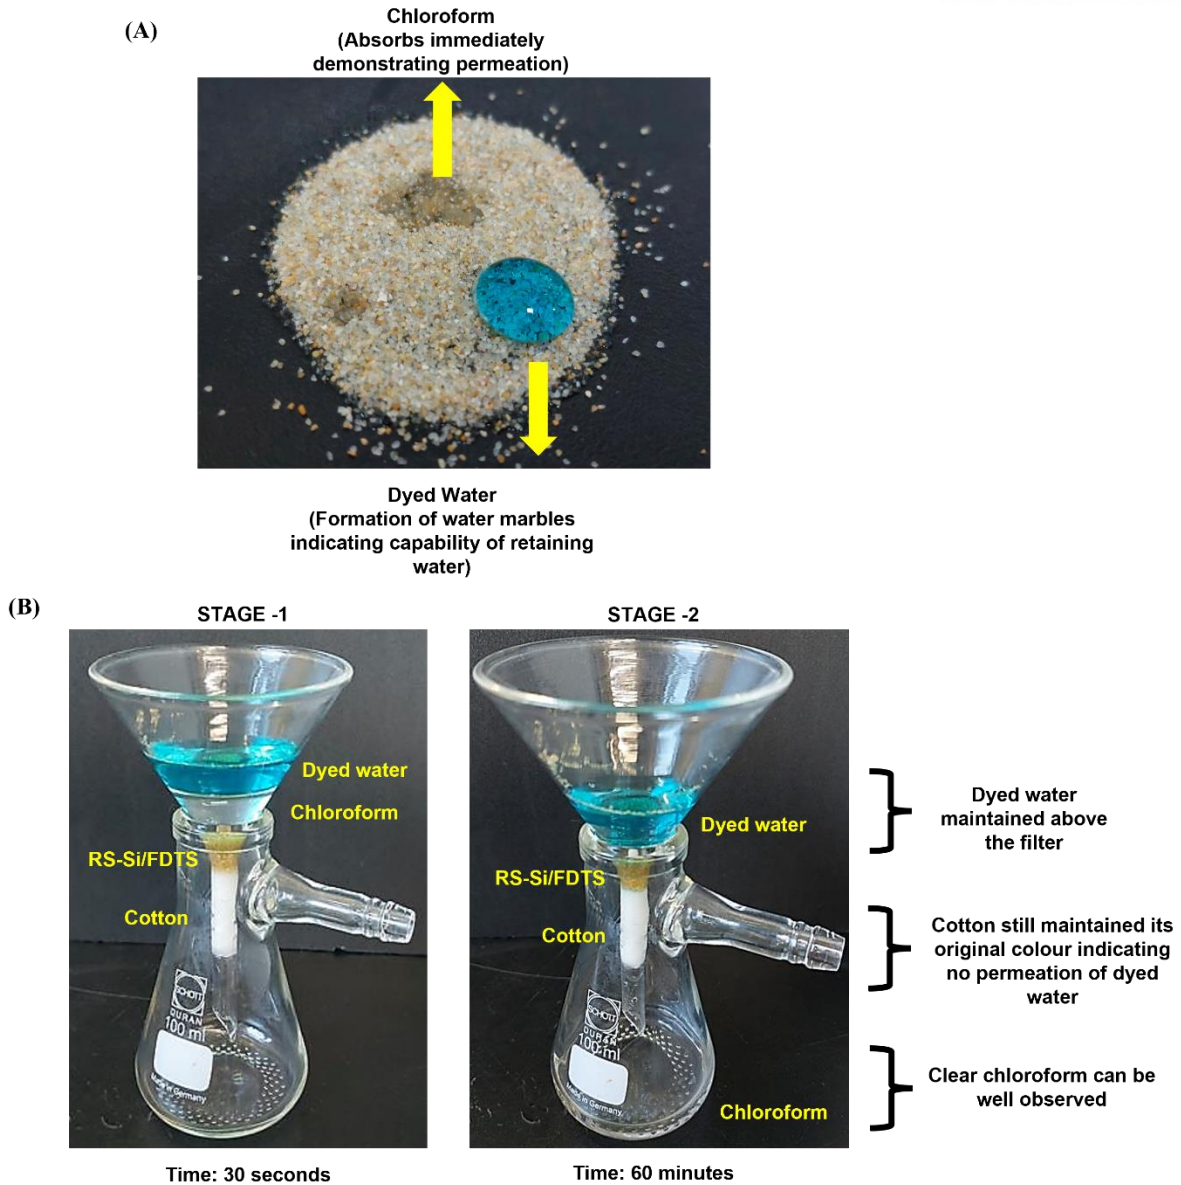 (A)
Chloroform
(Absorbs immediately
demonstrating permeation)
Dyed Water
(Formation of water marbles
indicating capability of retaining
water)
(B)
STAGE -1
STAGE -2
Dyed water
Chloroform
RS-Si/FDTS
Cotton
SCHOTT
DURAN
100 ml
Made in Germany
Time: 30 seconds
Dyed water
RS-Si/FDTS
Cotton
SCHOTT
DURAN
100 ml
Made in Germany
Chloroform
Time: 60 minutes
Dyed water
maintained above
the filter
Cotton still maintained its
original colour indicating
no permeation of dyed
water
Clear chloroform can be
well observed